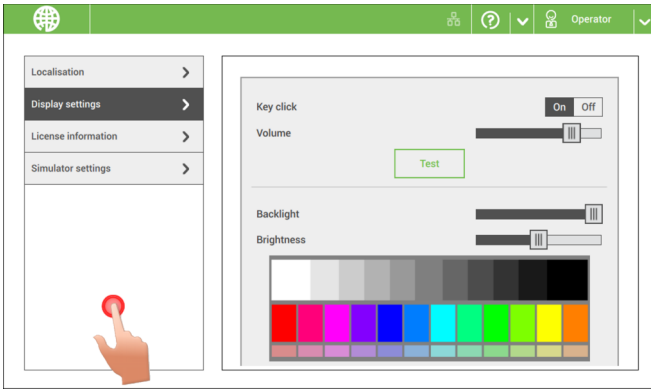 Operator
Localisation
Display settings
License information
Simulator settings
Key click
On Off
Volume
Test
Backlight
Brightness